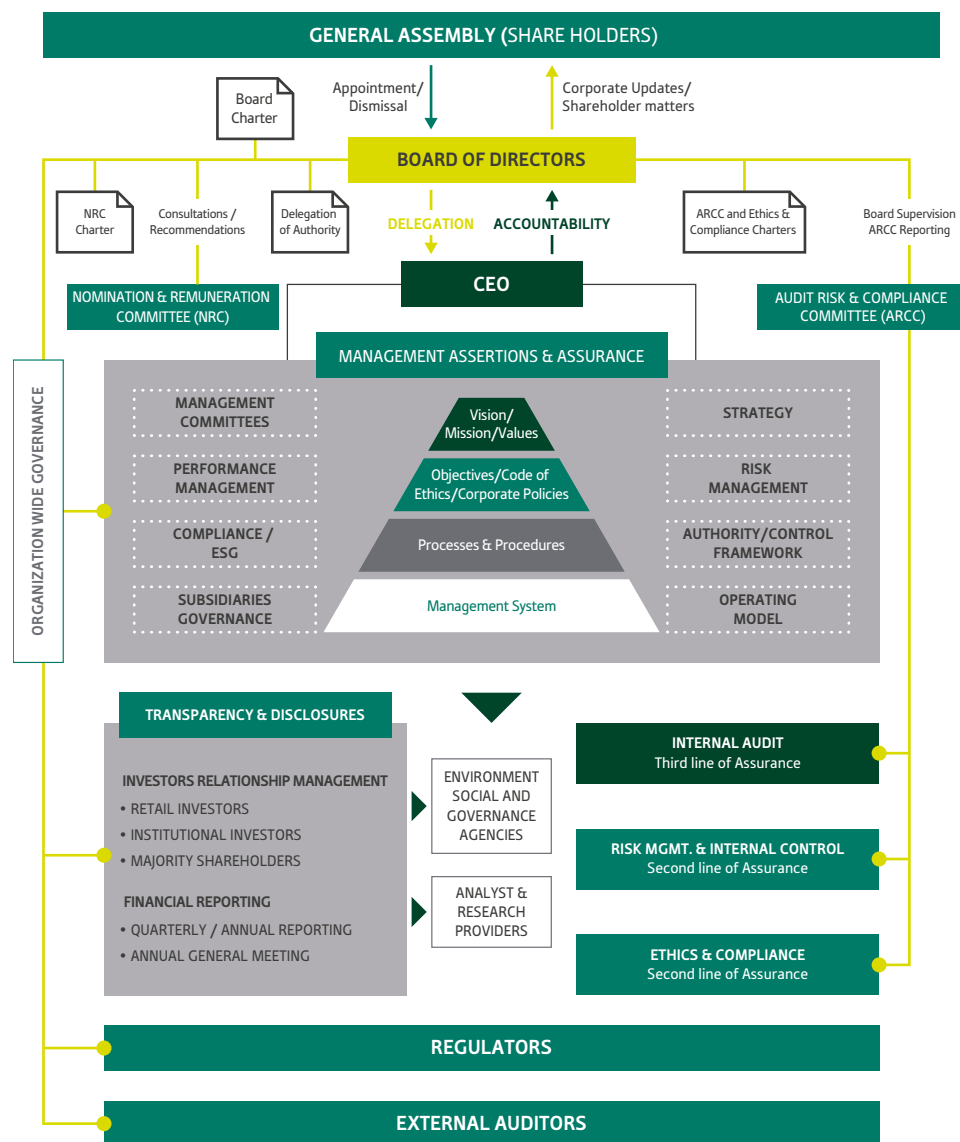 GENERAL ASSEMBLY (SHARE HOLDERS)
Appointment/
Dismissal
Corporate Updates/
Shareholder matters
Board
Charter
BOARD OF DIRECTORS
NRC
Charter
Consultations /
Recommendations
Delegation
of Authority
DELEGATION
ACCOUNTABILITY
ARCC and Ethics &
Compliance Charters
Board Supervision
ARCC Reporting
CEO
NOMINATION & REMUNERATION
COMMITTEE (NRC)
AUDIT RISK & COMPLIANCE
COMMITTEE (ARCC)
MANAGEMENT ASSERTIONS & ASSURANCE
ORGANIZATION WIDE GOVERNANCE
MANAGEMENT
COMMITTEES
PERFORMANCE
MANAGEMENT
COMPLIANCE /
ESG
SUBSIDIARIES
GOVERNANCE
Vision/
Mission/Values
Objectives/Code of
Ethics/Corporate Policies
Processes & Procedures
Management System
STRATEGY
RISK
MANAGEMENT
AUTHORITY/CONTROL
FRAMEWORK
OPERATING
MODEL
TRANSPARENCY & DISCLOSURES
INVESTORS RELATIONSHIP MANAGEMENT
• RETAIL INVESTORS
• INSTITUTIONAL INVESTORS
• MAJORITY SHAREHOLDERS
FINANCIAL REPORTING
• QUARTERLY / ANNUAL REPORTING
• ANNUAL GENERAL MEETING
ENVIRONMENT
SOCIAL AND
GOVERNANCE
AGENCIES
ANALYST &
RESEARCH
PROVIDERS
INTERNAL AUDIT
Third line of Assurance
RISK MGMT. & INTERNAL CONTROL
Second line of Assurance
ETHICS & COMPLIANCE
Second line of Assurance
REGULATORS
EXTERNAL AUDITORS